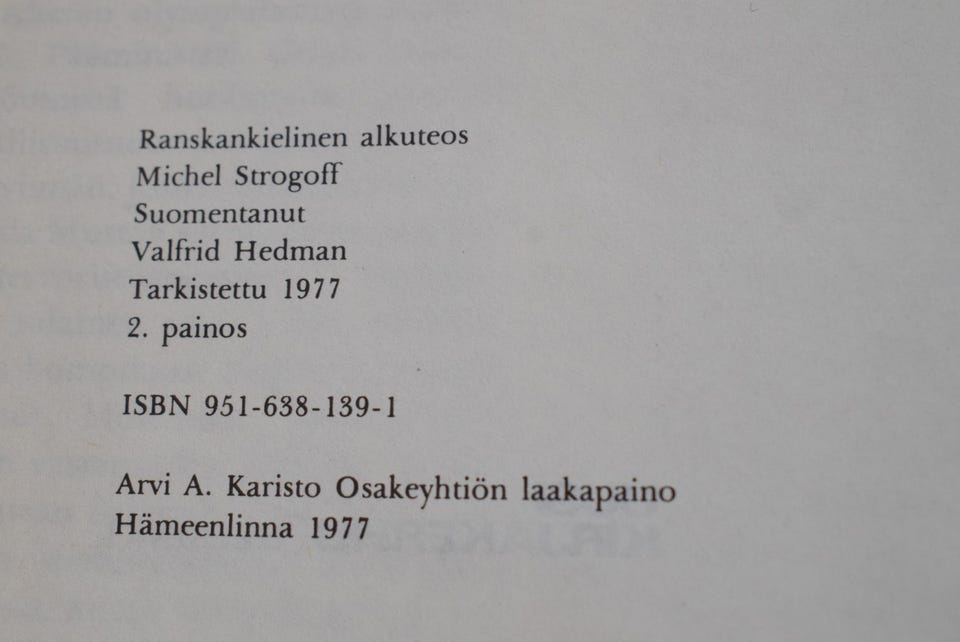 Ranskankielinen alkuteos
Michel Strogoff
Suomentanut
Valfrid Hedman
Tarkistettu 1977
2. painos
ISBN 951-638-139-1
Arvi A. Karisto Osakeyhtiön laakapaino
Hämeenlinna 1977